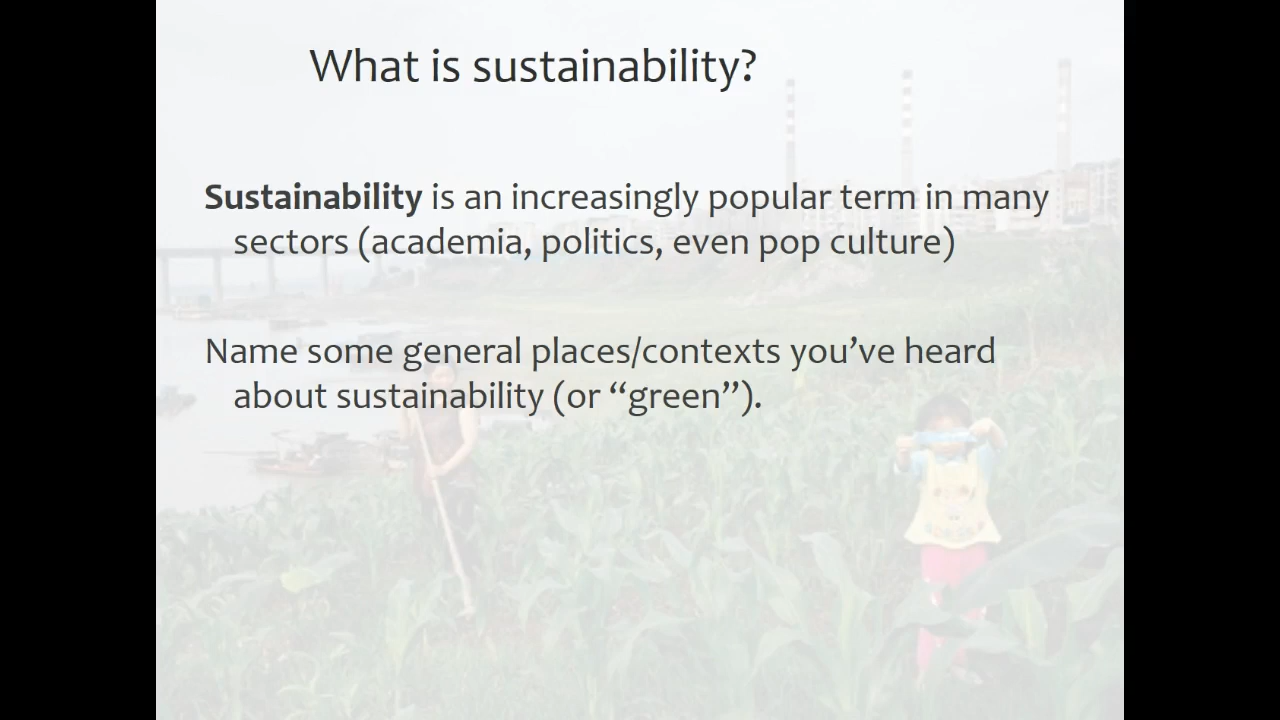 What is sustainability?
Sustainability is an increasingly popular term in many
sectors (academia, politics, even pop culture)
Name some general places/contexts you’ve heard
about sustainability (or “green”).